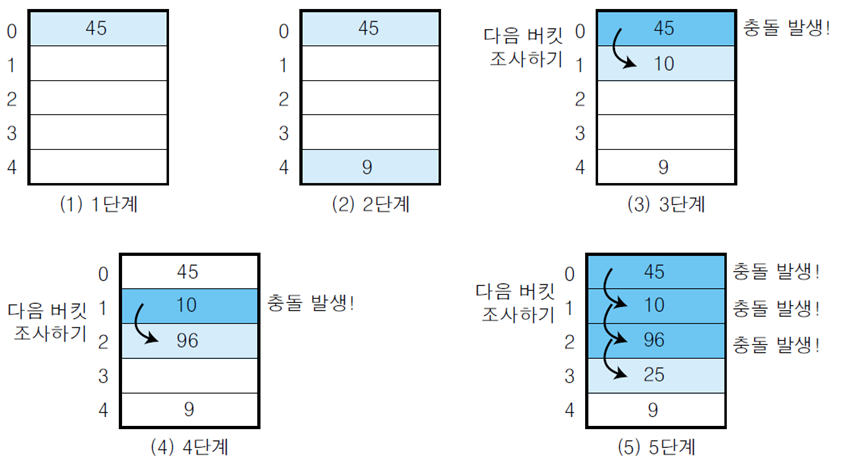 0 45
1
2
3
4
(1) 1단계
0 45
1
2
3
4 9
(2) 2단계
다음 버킷
조사하기
0 45 충돌 발생!
1 10
2
3
4 9
(3) 3단계
다음 버킷
조사하기
0 45
1 10 충돌 발생!
2 96
3
4 9
(4) 4단계
다음 버킷
조사하기
0 45 충돌 발생!
1 10 충돌 발생!
2 96 충돌 발생!
3 25
4 9
(5) 5단계